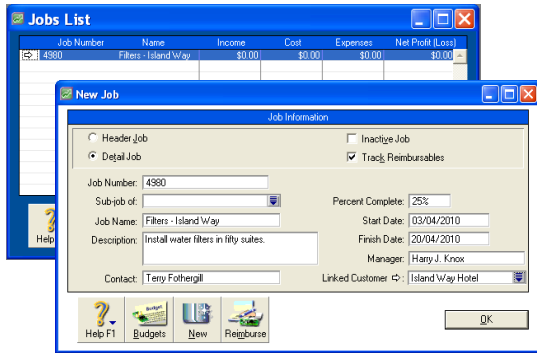 Jobs List
Job Number Name Income Cost Expenses Net Profit (Loss)
4980 Filters - Island Way $0.00 $0.00 $0.00 $0.00
Help
New Job
Job Information
Header Job
Inactive Job
Detail Job
Track Reimbursables
Job Number: 4980
Sub-job of:
Percent Complete: 25%
Job Name: Filters - Island Way
Start Date: 03/04/2010
Description: Install water filters in fifty suites.
Finish Date: 20/04/2010
Manager: Harry J. Knox
Contact: Terry Fothergill
Linked Customer ⇨: Island Way Hotel
Budget
Help F1 Budgets New Reimburse
OK